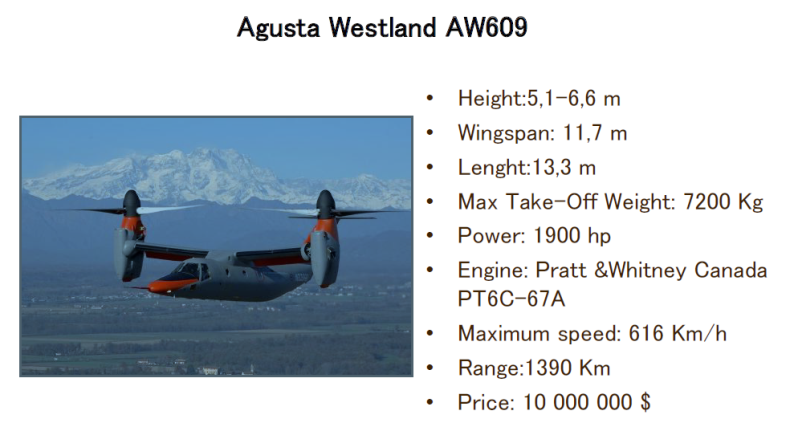 Agusta Westland AW609
• Height:5,1-6,6 m
• Wingspan: 11,7 m
• Lenght:13,3 m
• Max Take-Off Weight: 7200 Kg
• Power: 1900 hp
• Engine: Pratt &Whitney Canada
PT6C-67A
• Maximum speed: 616 Km/h
• Range:1390 Km
• Price: 10 000 000 $